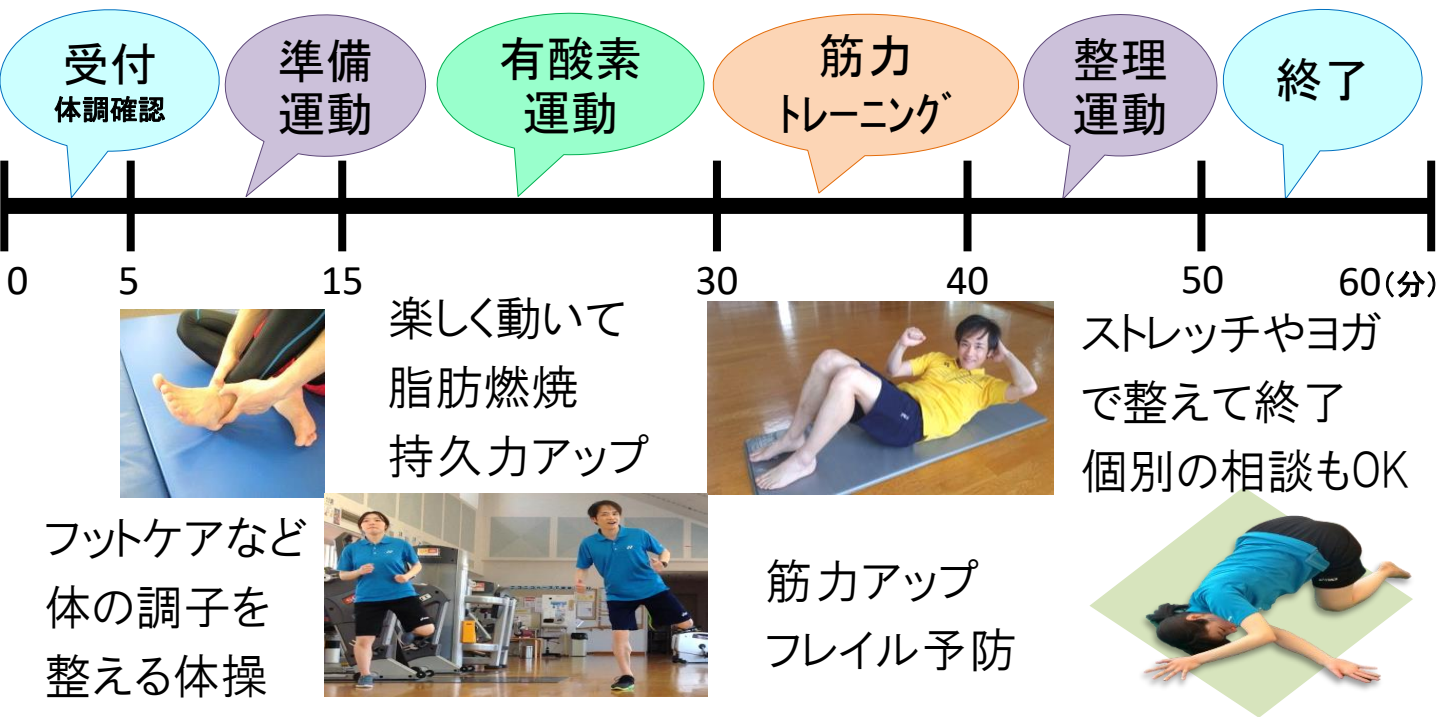 受付
体調確認
準備
運動
有酸素
運動
筋力
トレーニング
整理
運動
終了
0
5
15
30
40
50
60(分)
楽しく動いて
脂肪燃焼
持久力アップ
ストレッチやヨガ
で整えて終了
個別の相談もOK
フットケアなど
体の調子を
整える体操
筋力アップ
フレイル予防